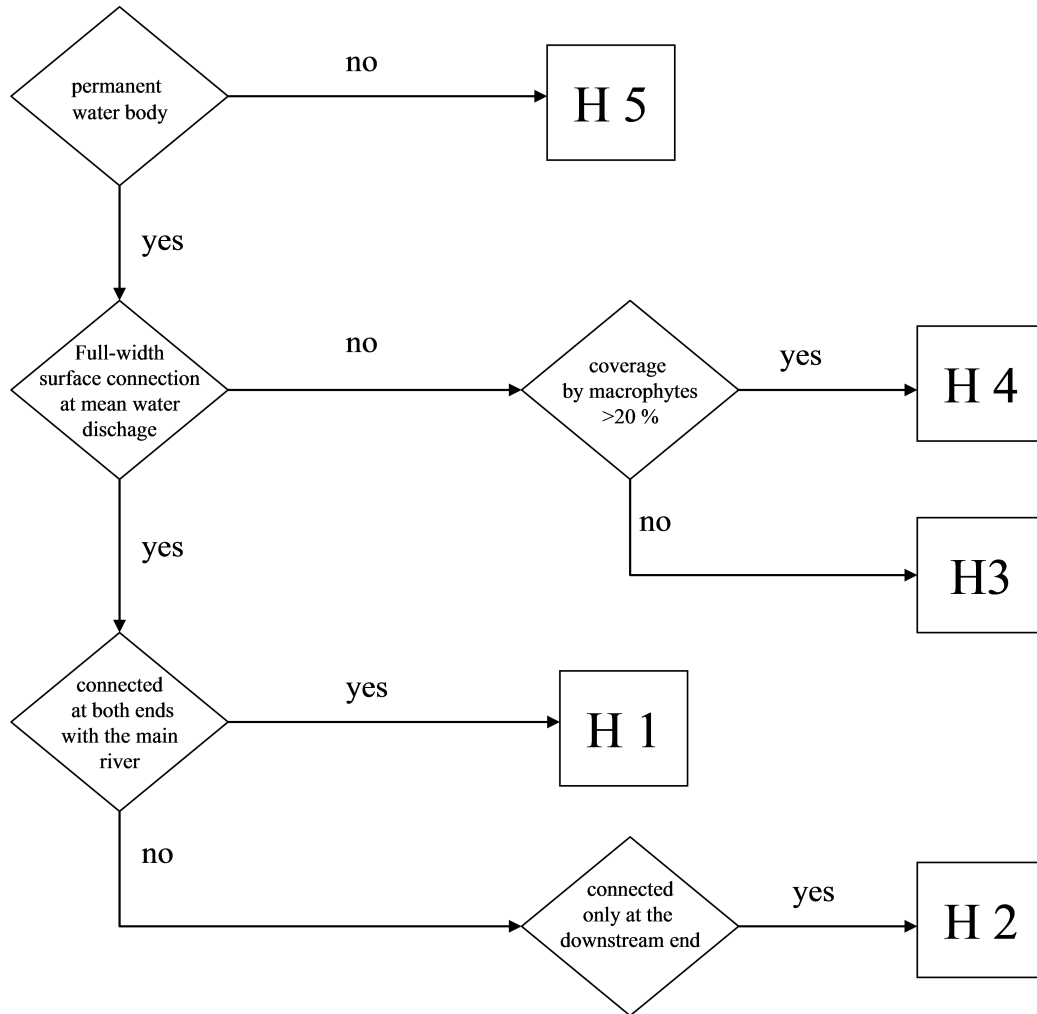 permanent
water body
no
H 5
yes
Full-width
surface connection
at mean water
dischage
no
coverage
by macrophytes
>20 %
yes
H 4
no
H3
yes
connected
at both ends
with the main
river
yes
H 1
no
connected
only at the
downstream end
yes
H 2